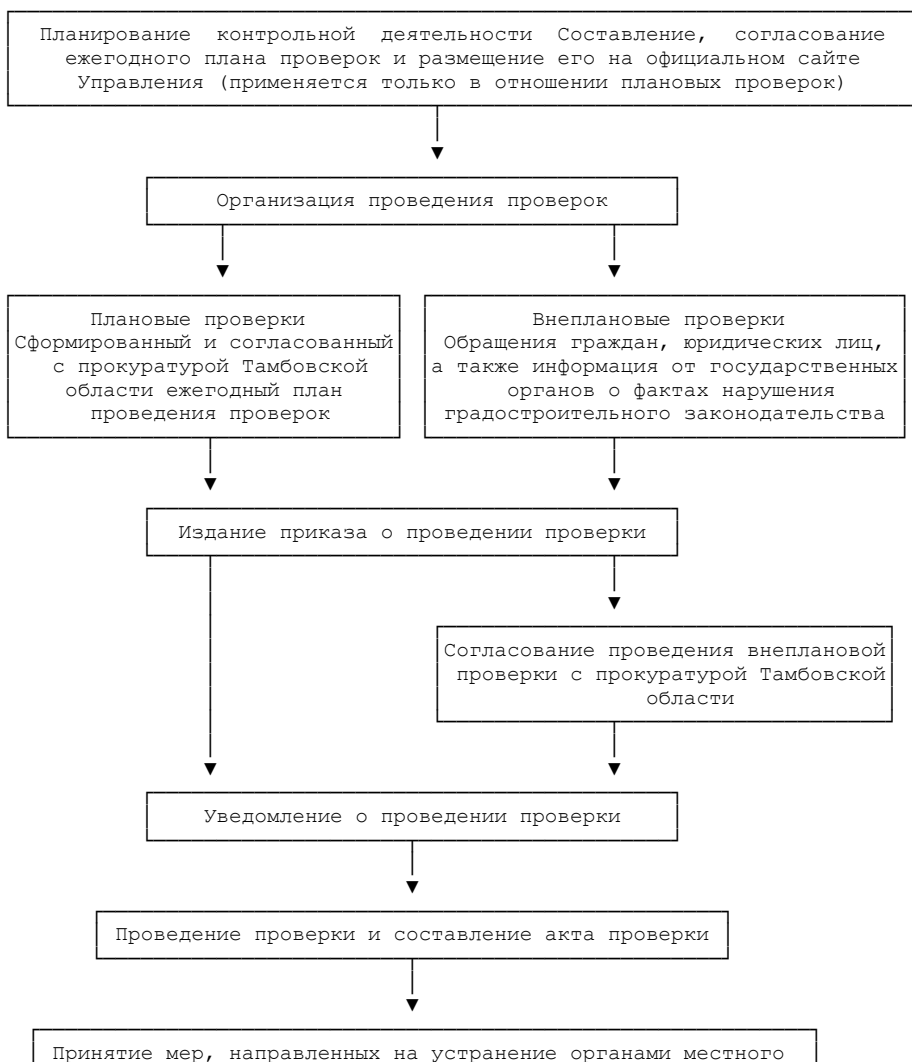 Планирование контрольной деятельности Составление, согласование
ежегодного плана проверок и размещение его на официальном сайте
Управления (применяется только в отношении плановых проверок)
Организация проведения проверок
Плановые проверки
Сформированный и согласованный
с прокуратурой Тамбовской
области ежегодный план
проведения проверок
Внеплановые проверки
Обращения граждан, юридических лиц,
а также информация от государственных
органов о фактах нарушения
градостроительного законодательства
Издание приказа о проведении проверки
Согласование проведения внеплановой
проверки с прокуратурой Тамбовской
области
Уведомление о проведении проверки
Проведение проверки и составление акта проверки
Принятие мер, направленных на устранение органами местного